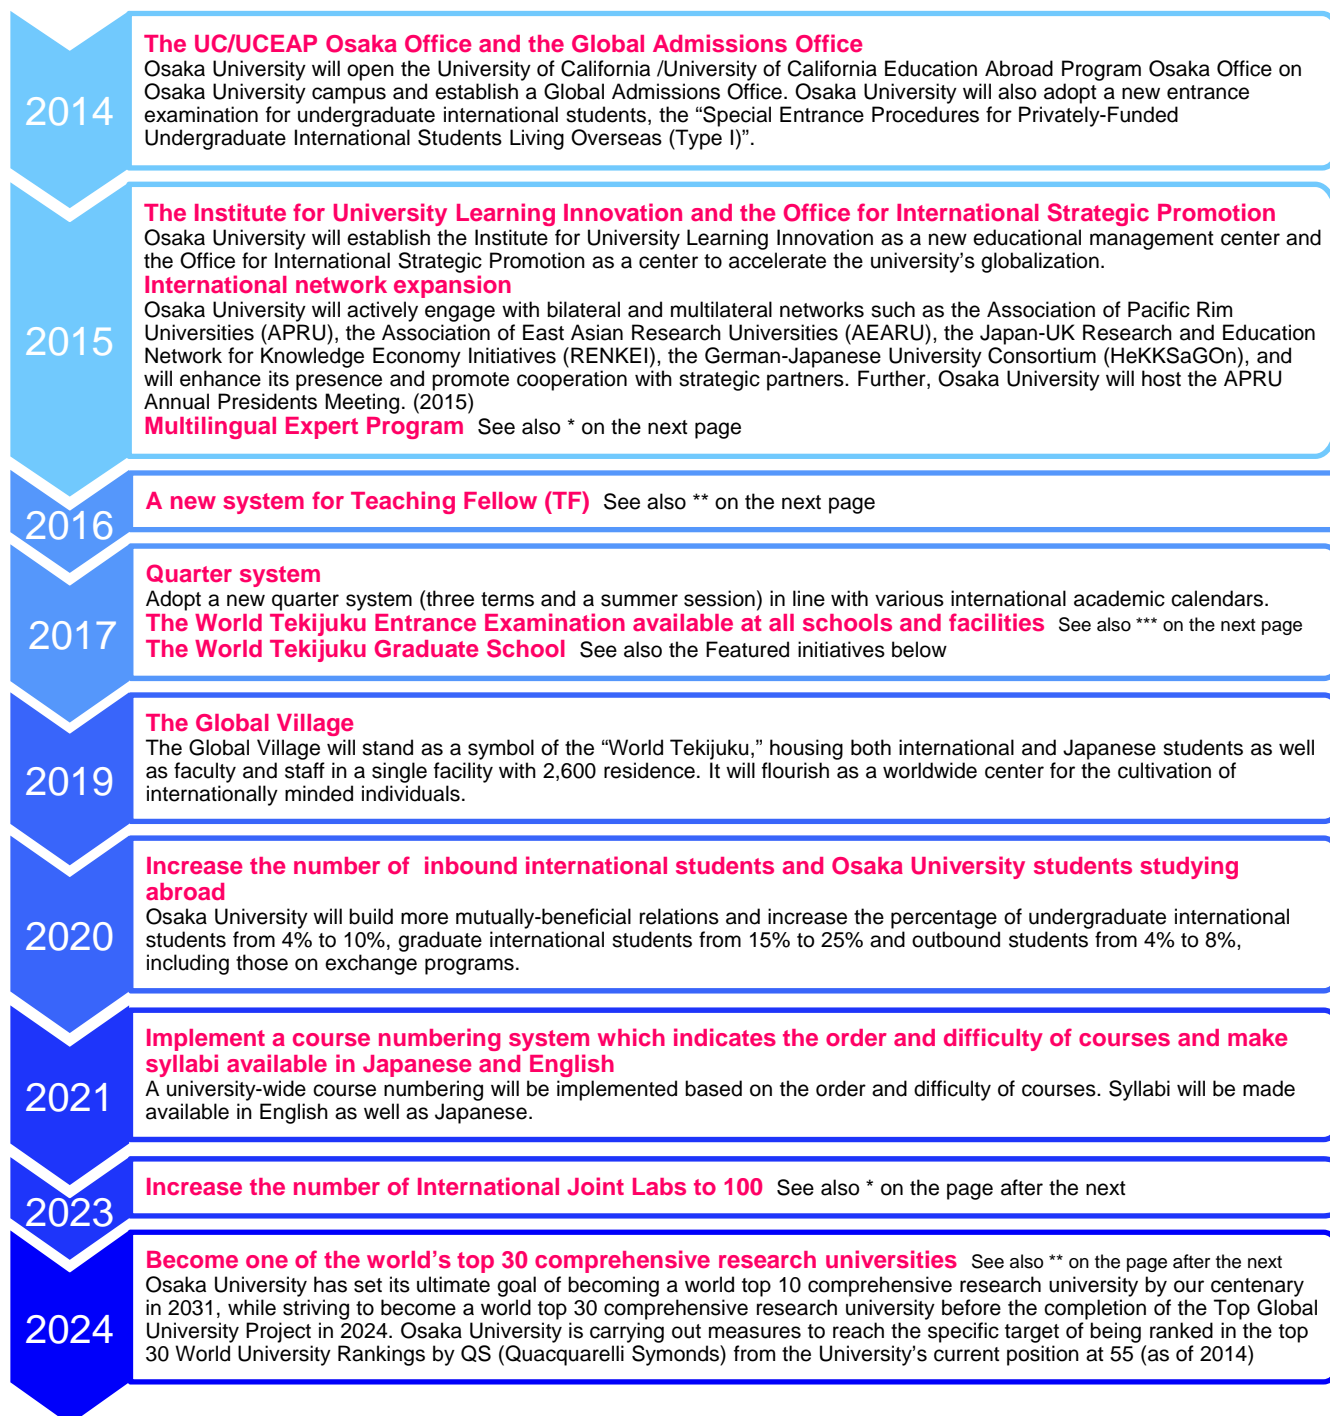 2014
The UC/UCEAP Osaka Office and the Global Admissions Office
Osaka University will open the University of California /University of California Education Abroad Program Osaka Office on
Osaka University campus and establish a Global Admissions Office. Osaka University will also adopt a new entrance
examination for undergraduate international students, the “Special Entrance Procedures for Privately-Funded
Undergraduate International Students Living Overseas (Type I)”.
2015
The Institute for University Learning Innovation and the Office for International Strategic Promotion
Osaka University will establish the Institute for University Learning Innovation as a new educational management center and
the Office for International Strategic Promotion as a center to accelerate the university’s globalization.
International network expansion
Osaka University will actively engage with bilateral and multilateral networks such as the Association of Pacific Rim
Universities (APRU), the Association of East Asian Research Universities (AEARU), the Japan-UK Research and Education
Network for Knowledge Economy Initiatives (RENKEI), the German-Japanese University Consortium (HeKKSaGOn), and
will enhance its presence and promote cooperation with strategic partners. Further, Osaka University will host the APRU
Annual Presidents Meeting. (2015)
Multilingual Expert Program See also * on the next page
2016
A new system for Teaching Fellow (TF) See also ** on the next page
2017
Quarter system
Adopt a new quarter system (three terms and a summer session) in line with various international academic calendars.
The World Tekijuku Entrance Examination available at all schools and facilities See also *** on the next page
The World Tekijuku Graduate School See also the Featured initiatives below
2019
The Global Village
The Global Village will stand as a symbol of the “World Tekijuku,” housing both international and Japanese students as well
as faculty and staff in a single facility with 2,600 residence. It will flourish as a worldwide center for the cultivation of
internationally minded individuals.
2020
Increase the number of inbound international students and Osaka University students studying
abroad
Osaka University will build more mutually-beneficial relations and increase the percentage of undergraduate international
students from 4% to 10%, graduate international students from 15% to 25% and outbound students from 4% to 8%,
including those on exchange programs.
2021
Implement a course numbering system which indicates the order and difficulty of courses and make
syllabi available in Japanese and English
A university-wide course numbering will be implemented based on the order and difficulty of courses. Syllabi will be made
available in English as well as Japanese.
2023
Increase the number of International Joint Labs to 100 See also * on the page after the next
2024
Become one of the world’s top 30 comprehensive research universities See also ** on the page after the next
Osaka University has set its ultimate goal of becoming a world top 10 comprehensive research university by our centenary
in 2031, while striving to become a world top 30 comprehensive research university before the completion of the Top Global
University Project in 2024. Osaka University is carrying out measures to reach the specific target of being ranked in the top
30 World University Rankings by QS (Quacquarelli Symonds) from the University’s current position at 55 (as of 2014)